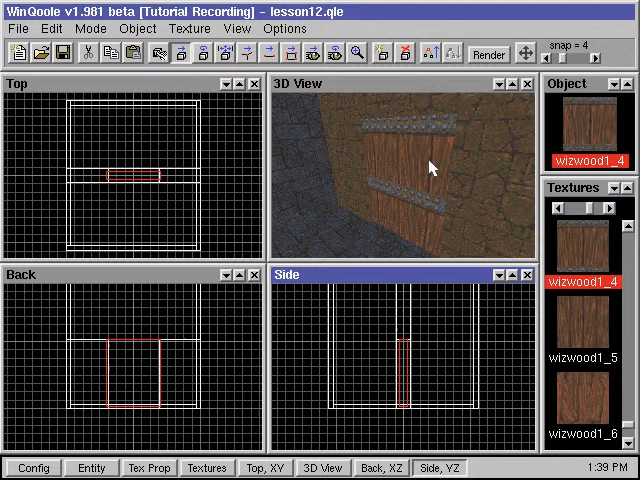 WinQoole v1.981 beta [Tutorial Recording] - lesson12.qle
File Edit Mode Object Texture View Options
Render
snap = 4
Top
3D View
Object
wizwood1_4
Textures
wizwood1_4
Back
Side
wizwood1_5
wizwood1_6
Config
Entity
Tex Prop
Textures
Top, XY
3D View
Back, XZ
Side, YZ
1:39 PM